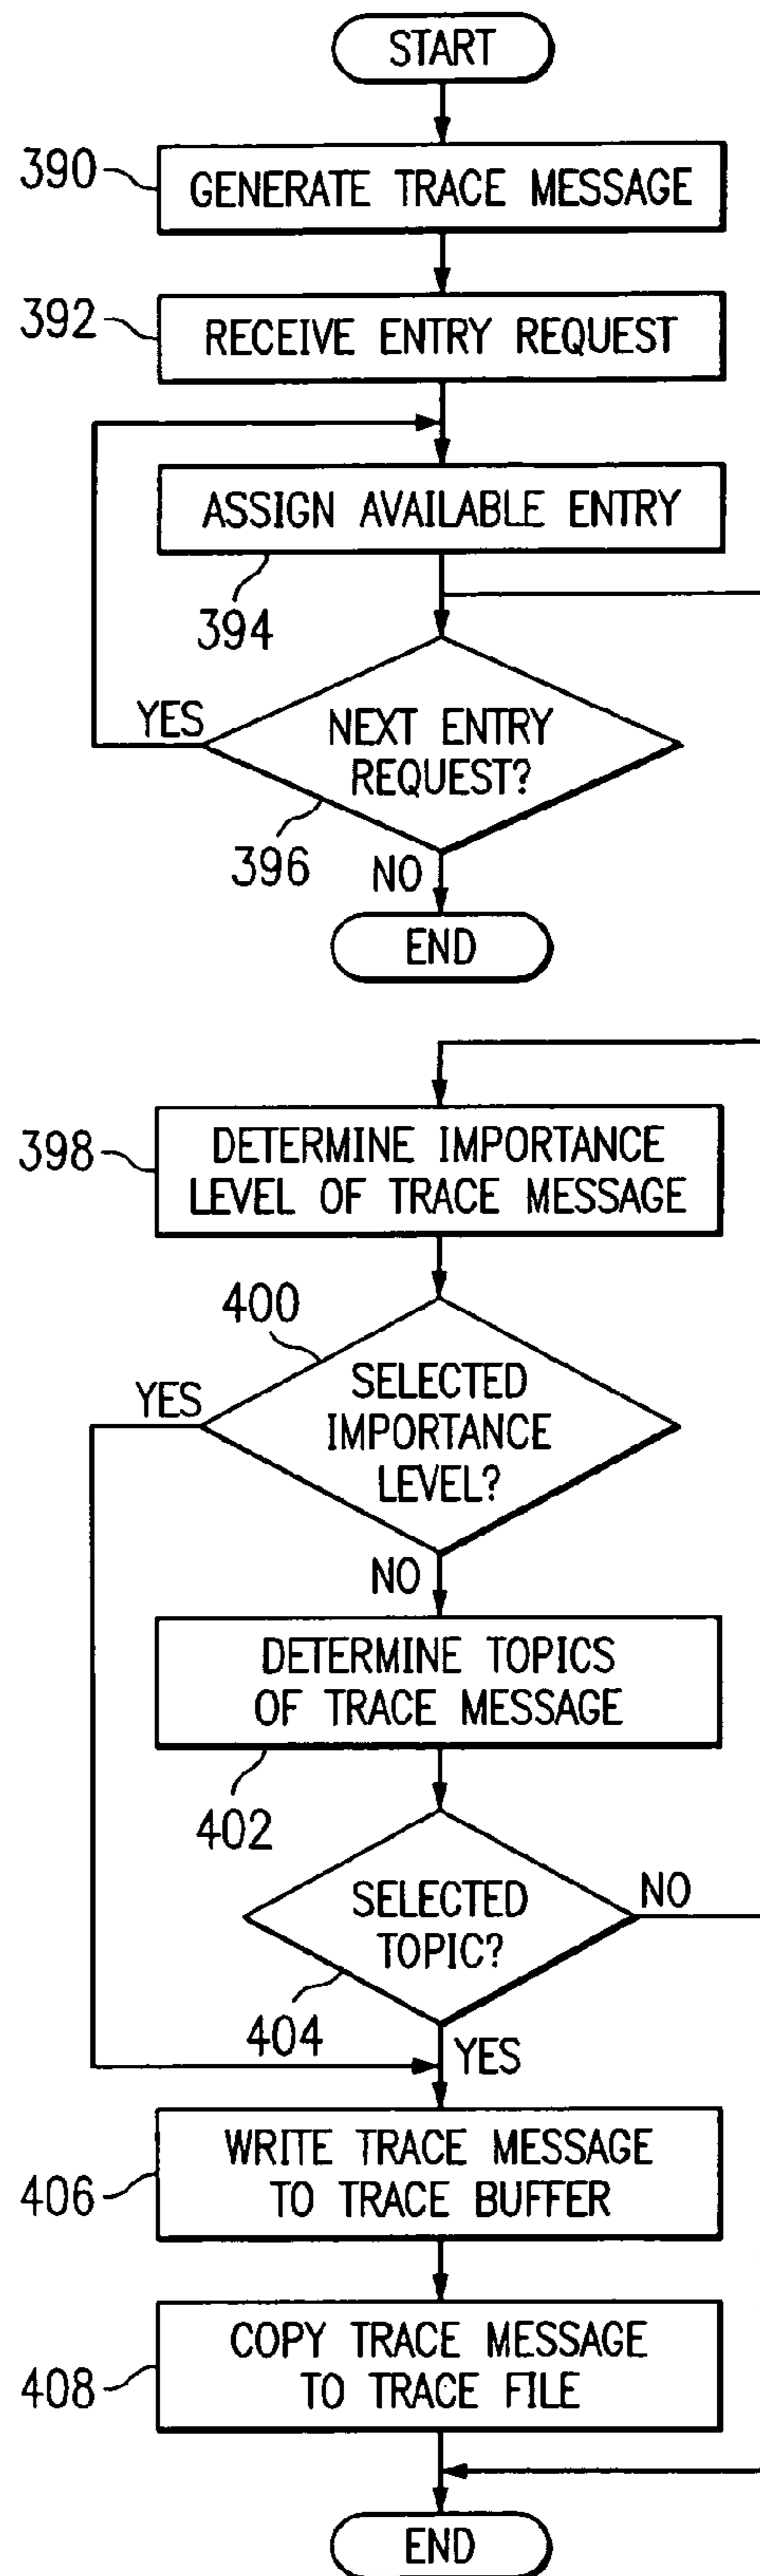 START
390
GENERATE TRACE MESSAGE
392
RECEIVE ENTRY REQUEST
ASSIGN AVAILABLE ENTRY
394
YES
NEXT ENTRY
REQUEST?
396
NO
END
398
DETERMINE IMPORTANCE
LEVEL OF TRACE MESSAGE
400
YES
SELECTED
IMPORTANCE
LEVEL?
NO
DETERMINE TOPICS
OF TRACE MESSAGE
402
SELECTED
TOPIC?
NO
404
YES
WRITE TRACE MESSAGE
TO TRACE BUFFER
406
COPY TRACE MESSAGE
TO TRACE FILE
408
END